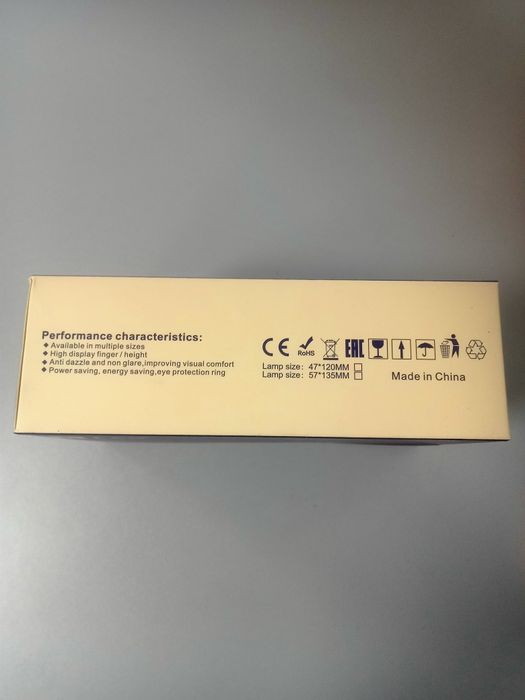 Performance characteristics:
◆ Available in multiple sizes
◆ High display finger / height
◆ Anti dazzle and non glare,improving visual comfort
◆ Power saving, energy saving,eye protection ring
CE RoHS EAC
Lamp size: 47*120MM
Lamp size: 57*135MM
Made in China